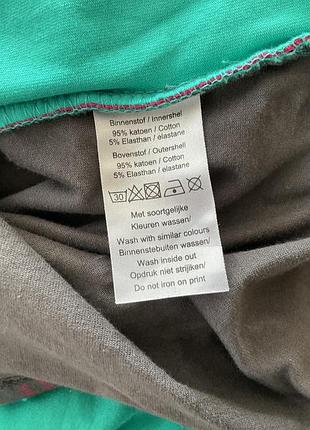 Binnenstof / Innershell
95% katoen / Cotton
5% Elasthan / elastane
Bovenstof / Outershell
95% katoen / Cotton
5% Elasthan / elastane
30
Met soortgelijke
Kleuren wassen/
Wash with similar colours
Binnenstebuiten wassen/
Wash inside out
Opdruk niet strijken/
Do not iron on print